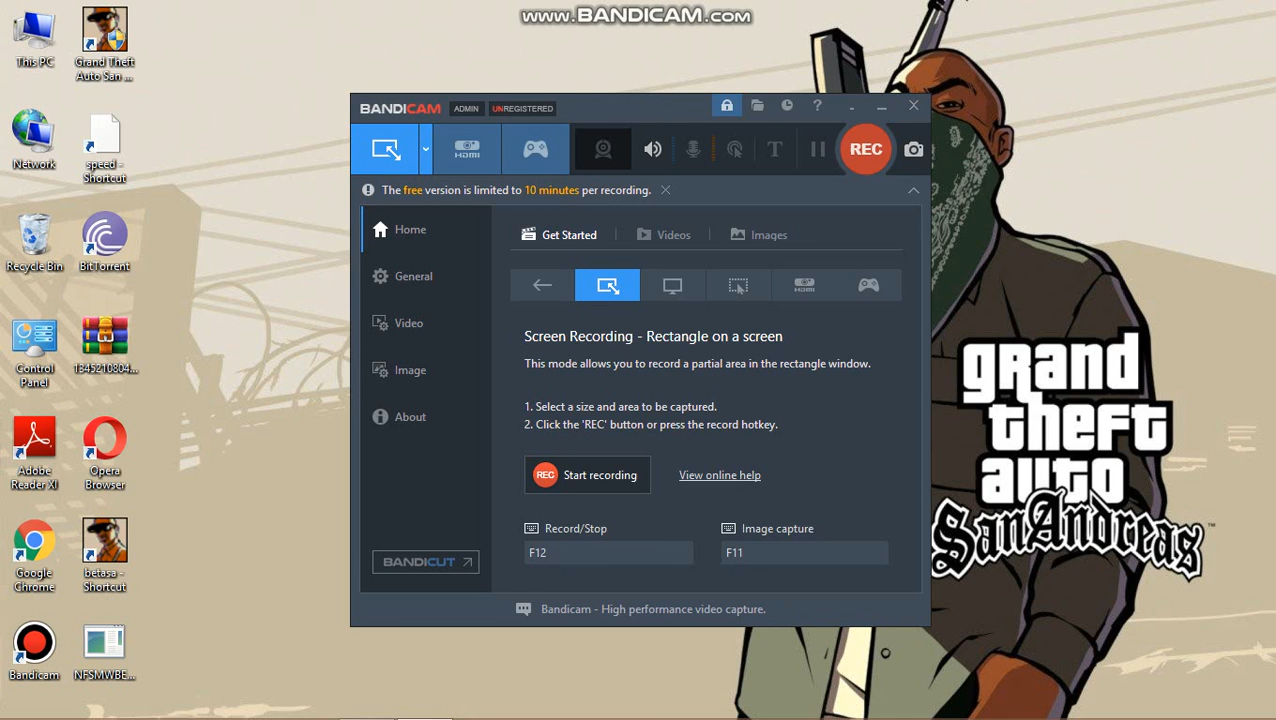 www.BANDICAM.com
This PC
Grand Theft
Auto San ...
Network
speed -
Shortcut
Recycle Bin
BitTorrent
Control
Panel
1345210804...
Adobe
Reader XI
Opera
Browser
Google
Chrome
betasa -
Shortcut
Bandicam
NFSMWBE...
BANDICAM ADMIN UNREGISTERED
?
HDMI
T
REC
The free version is limited to 10 minutes per recording.
Home
General
Video
Image
About
BANDICUT
Get Started
Videos
Images
HDMI
Screen Recording - Rectangle on a screen
This mode allows you to record a partial area in the rectangle window.
1. Select a size and area to be captured.
2. Click the 'REC' button or press the record hotkey.
REC Start recording
View online help
Record/Stop
Image capture
F12
F11
Bandicam - High performance video capture.
grand
theft
auto
SanAndreas™